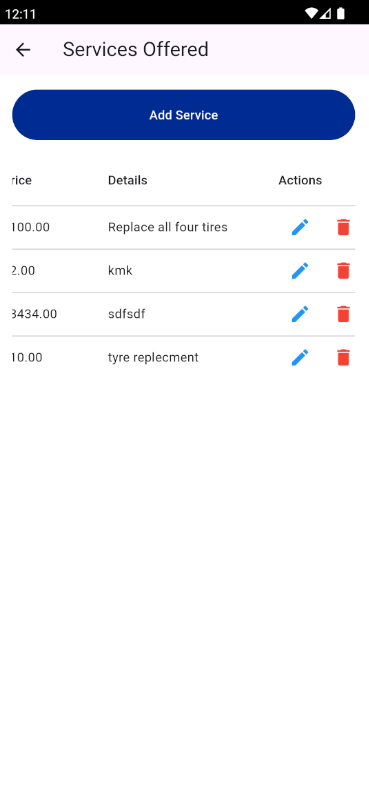 12:11
Services Offered
Add Service
rice Details Actions
100.00 Replace all four tires
2.00 kmk
3434.00 sdfsdf
10.00 tyre replecment